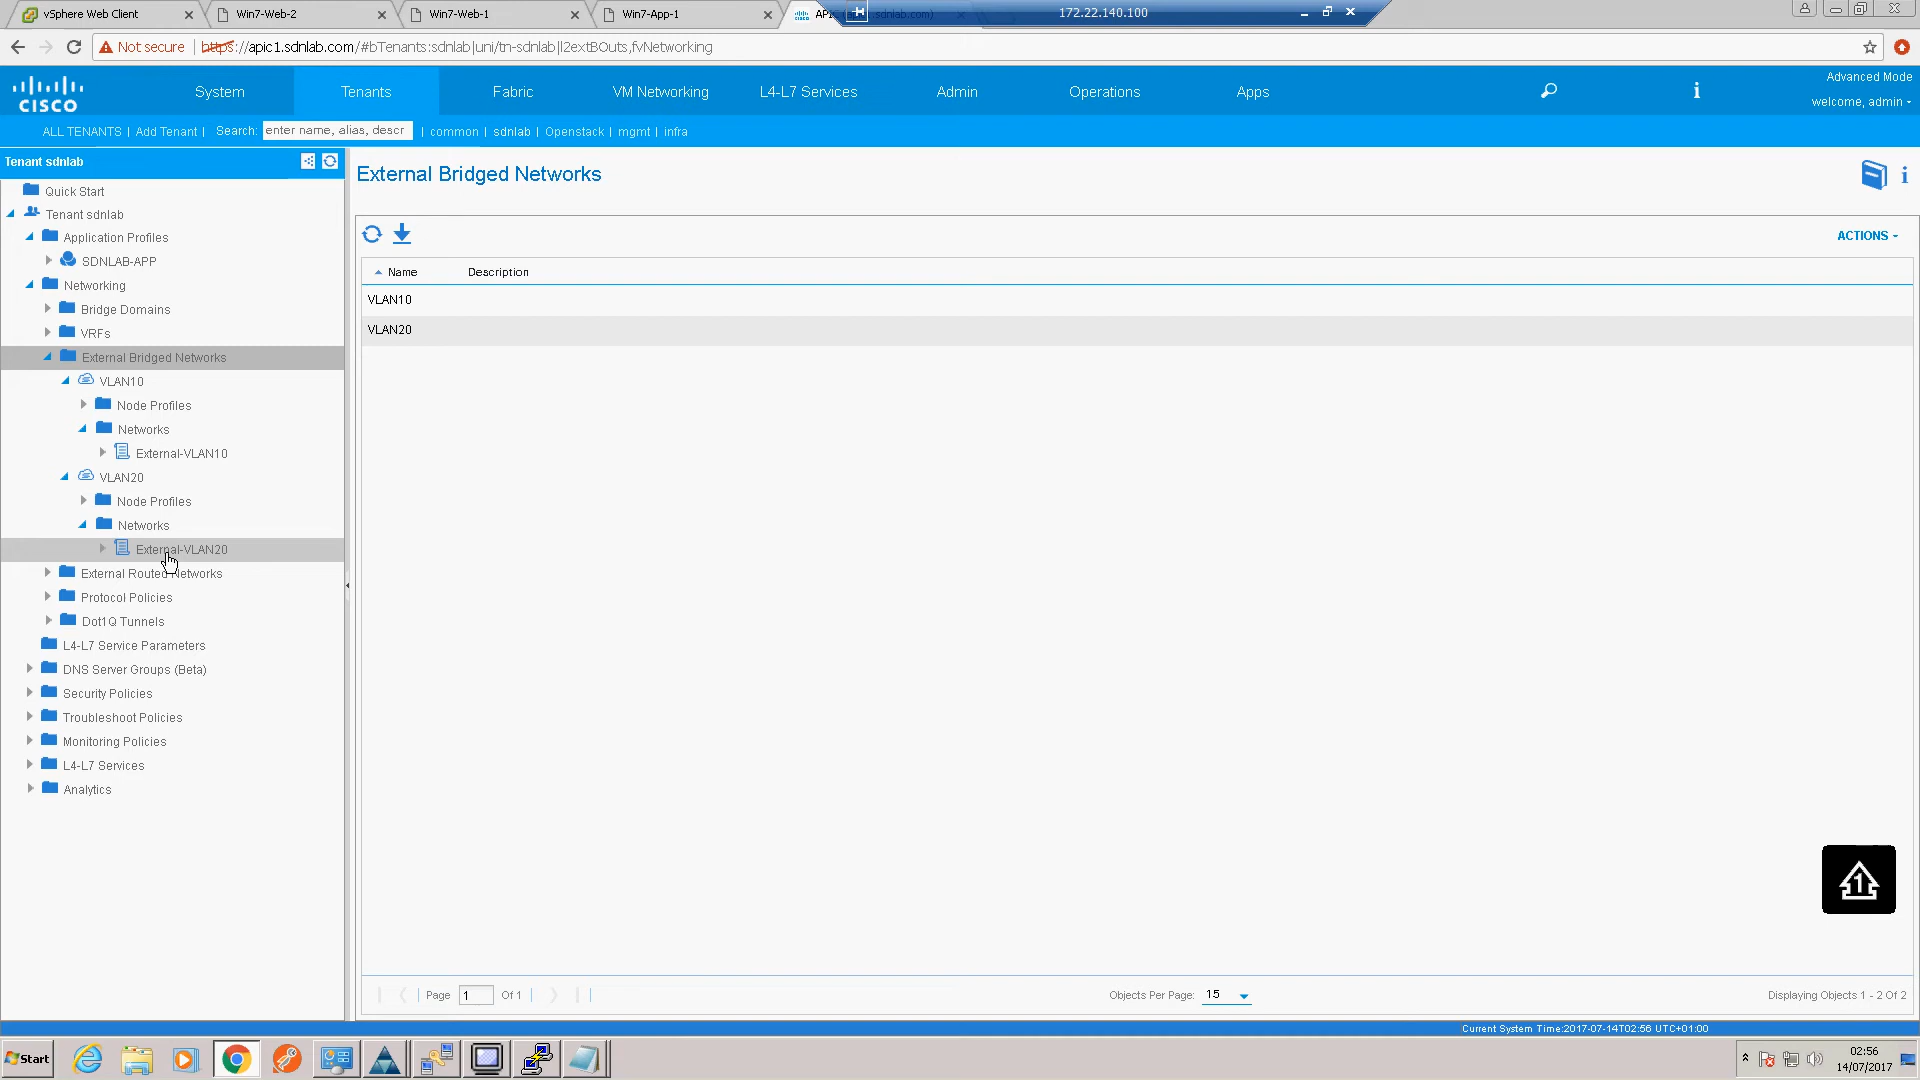 vSphere Web Client
Win7-Web-2
Win7-Web-1
Win7-App-1
172.22.140.100
Not secure
https://apic1.sdnlab.com/#bTenants:sdnlab|uni/tn-sdnlab|l2extBOuts,fvNetworking
CISCO
System
Tenants
Fabric
VM Networking
L4-L7 Services
Admin
Operations
Apps
Advanced Mode
welcome, admin
ALL TENANTS | Add Tenant | Search: enter name, alias, descr | common | sdnlab | Openstack | mgmt | infra
Tenant sdnlab
Quick Start
Tenant sdnlab
Application Profiles
SDNLAB-APP
Networking
Bridge Domains
VRFs
External Bridged Networks
VLAN10
Node Profiles
Networks
External-VLAN10
VLAN20
Node Profiles
Networks
External-VLAN20
External Routed Networks
Protocol Policies
Dot1Q Tunnels
L4-L7 Service Parameters
DNS Server Groups (Beta)
Security Policies
Troubleshoot Policies
Monitoring Policies
L4-L7 Services
Analytics
External Bridged Networks
ACTIONS
Name Description
VLAN10
VLAN20
Page 1 Of 1
Objects Per Page: 15
Displaying Objects 1 - 2 Of 2
Current System Time:2017-07-14T02:56 UTC+01:00
Start
02:56
14/07/2017